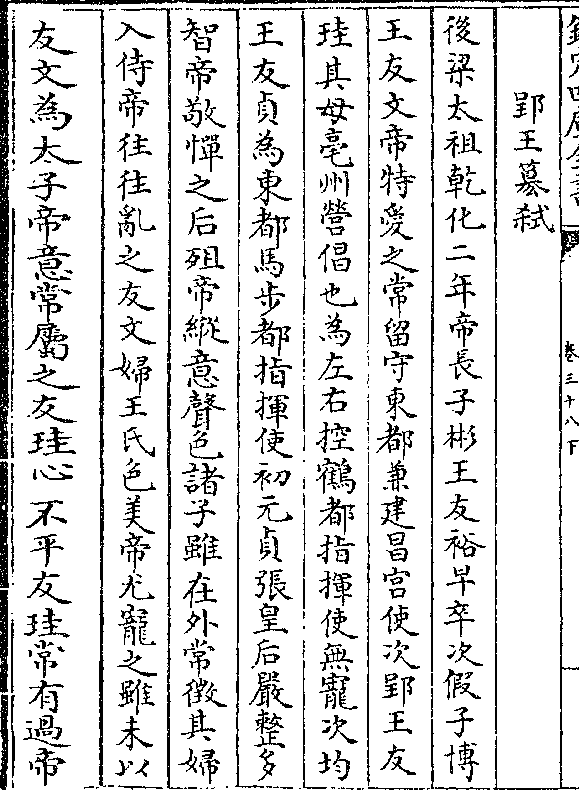 欽定四庫全書
卷三十八下
郢王篡弑
後梁太祖乾化二年帝長子彬王友裕早卒次假子博
王友文帝特愛之常留守東都兼建昌宫使次郢王友
珪其母亳州營倡也為左右控鶴都指揮使無寵次均
王友貞為東都馬步都指揮使初元貞張皇后嚴整多
智帝敬憚之后殂帝縱意聲色諸子雖在外常徴其婦
入侍帝往往亂之友文婦王氏色美帝尤寵之雖未以
友文為太子帝意常屬之友珪心不平友珪常有過帝